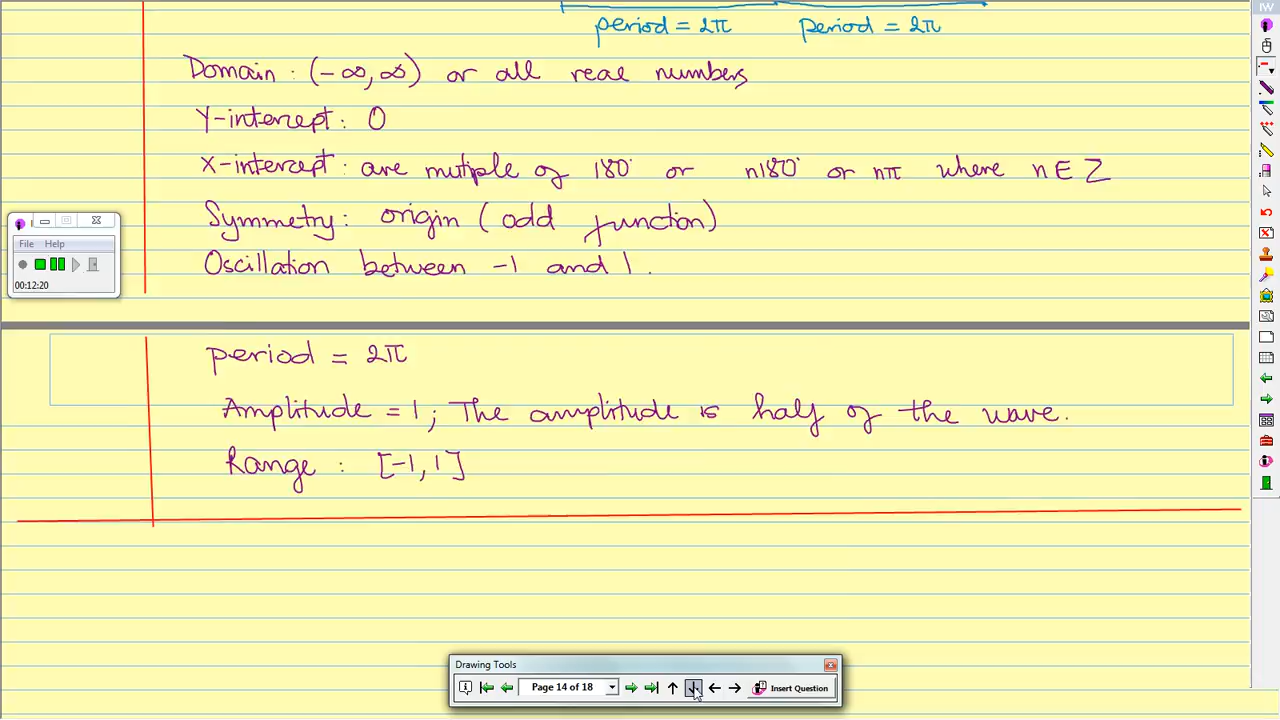 period = 2π period = 2π
Domain : (-∞, ∞) or all real numbers
Y-intercept : 0
X-intercept : are mutiple of 180° or n180° or nπ where n∈Z
Symmetry : origin (odd function)
Oscillation between -1 and 1.
File Help
00:12:20
period = 2π
Amplitude = 1; The amplitude is half of the wave.
Range : [-1, 1]
Drawing Tools
Page 14 of 18 Insert Question